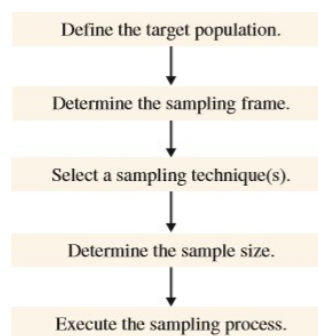 Define the target population.
Determine the sampling frame.
Select a sampling technique(s).
Determine the sample size.
Execute the sampling process.